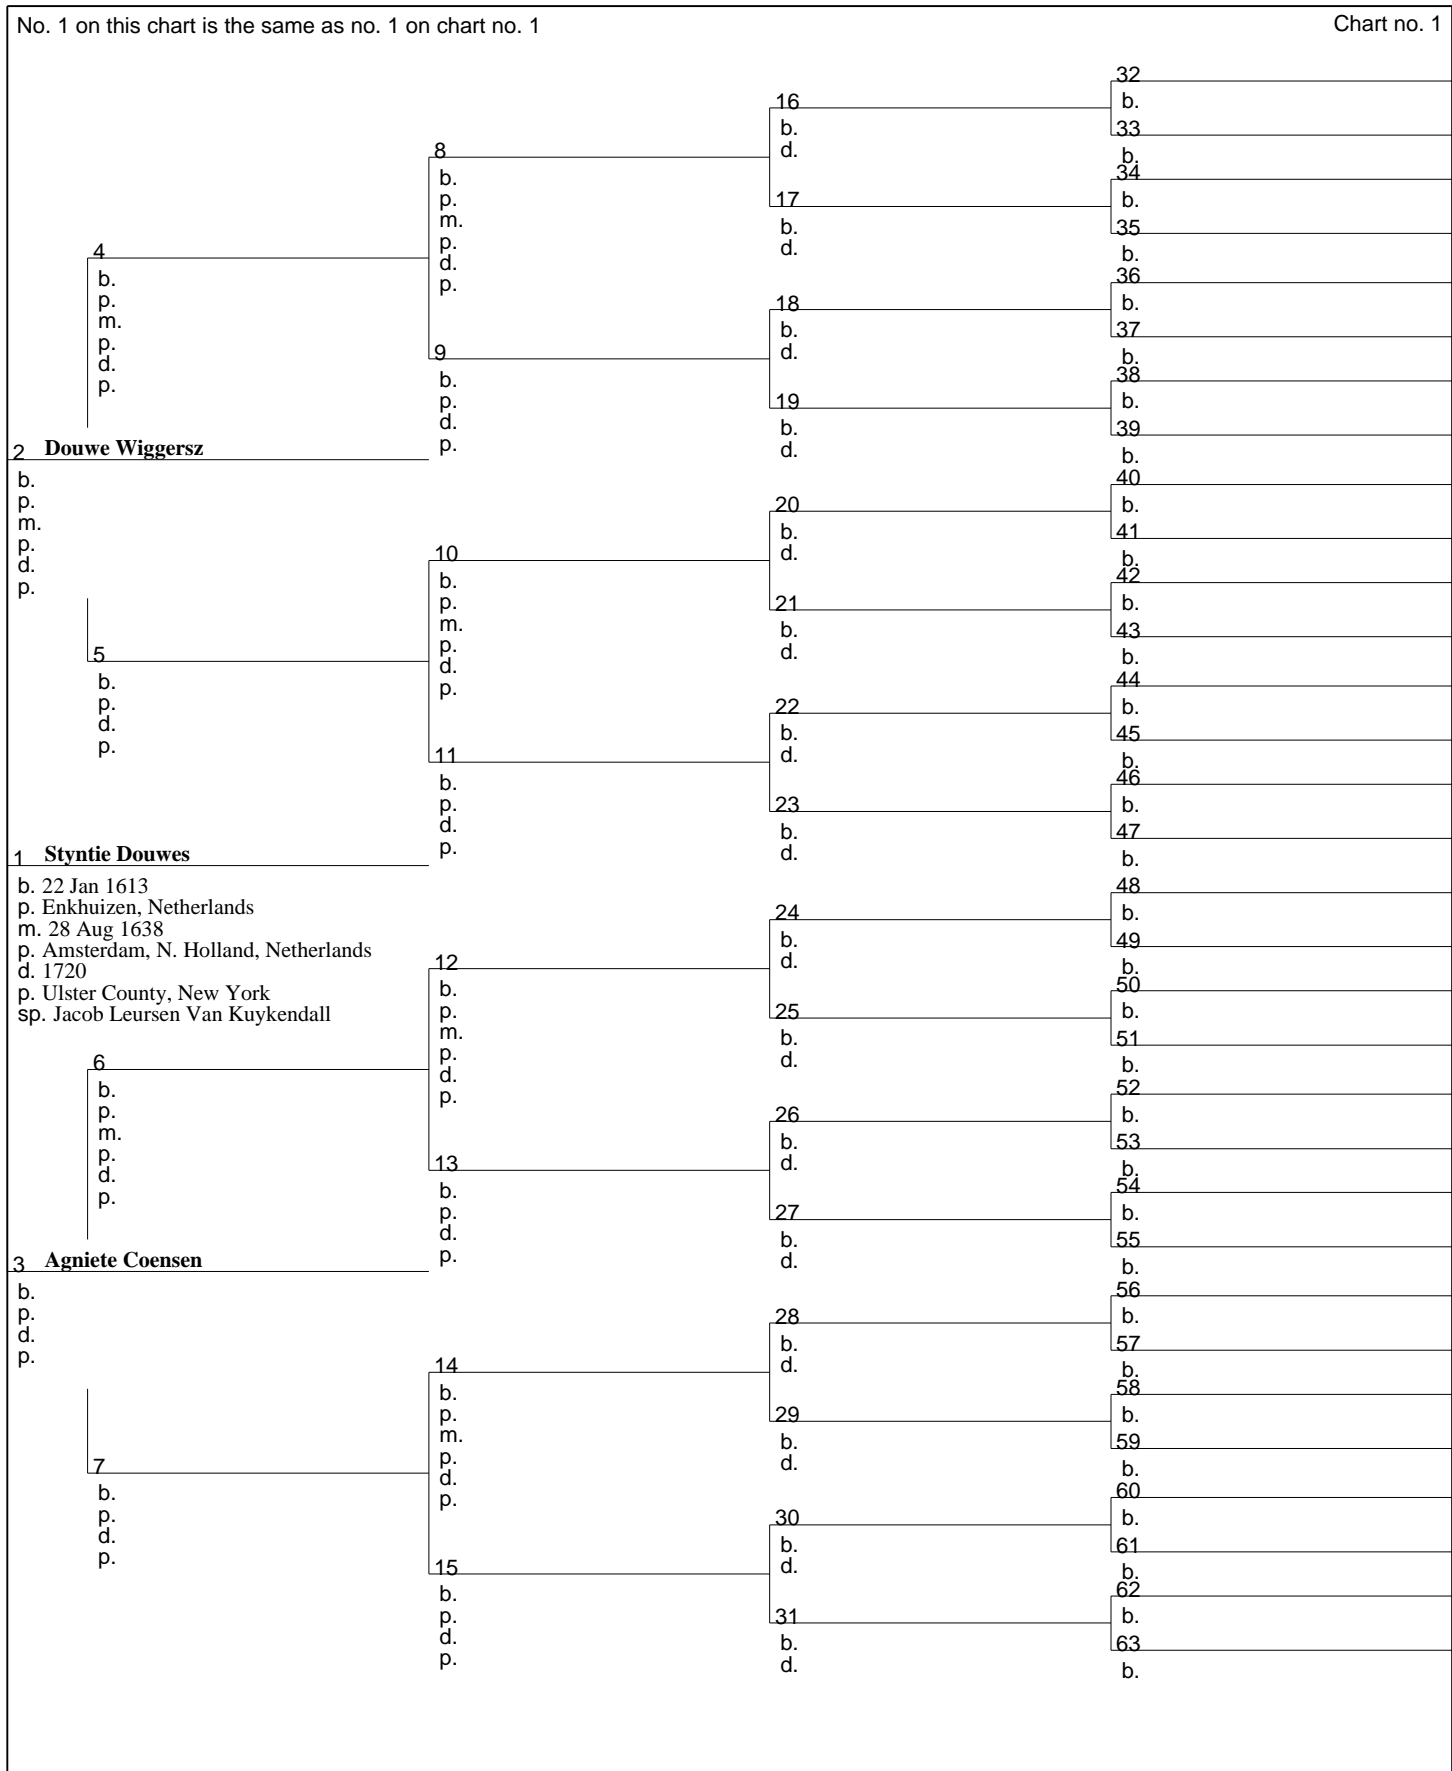 No. 1 on this chart is the same as no. 1 on chart no. 1
Chart no. 1
4
b.
p.
m.
p.
d.
p.
2 Douwe Wiggersz
b.
p.
m.
p.
d.
p.
5
b.
p.
d.
p.
1 Styntie Douwes
b. 22 Jan 1613
p. Enkhuizen, Netherlands
m. 28 Aug 1638
p. Amsterdam, N. Holland, Netherlands
d. 1720
p. Ulster County, New York
sp. Jacob Leursen Van Kuykendall
6
b.
p.
m.
p.
d.
p.
3 Agniete Coensen
b.
p.
d.
p.
7
b.
p.
d.
p.
8
b.
p.
m.
p.
d.
p.
9
b.
p.
d.
p.
10
b.
p.
m.
p.
d.
p.
11
b.
p.
d.
p.
12
b.
p.
m.
p.
d.
p.
13
b.
p.
d.
p.
14
b.
p.
m.
p.
d.
p.
15
b.
p.
d.
p.
16
b.
d.
17
b.
d.
18
b.
d.
19
b.
d.
20
b.
d.
21
b.
d.
22
b.
d.
23
b.
d.
24
b.
d.
25
b.
d.
26
b.
d.
27
b.
d.
28
b.
d.
29
b.
d.
30
b.
d.
31
b.
d.
32
b.
33
b.
34
b.
35
b.
36
b.
37
b.
38
b.
39
b.
40
b.
41
b.
42
b.
43
b.
44
b.
45
b.
46
b.
47
b.
48
b.
49
b.
50
b.
51
b.
52
b.
53
b.
54
b.
55
b.
56
b.
57
b.
58
b.
59
b.
60
b.
61
b.
62
b.
63
b.